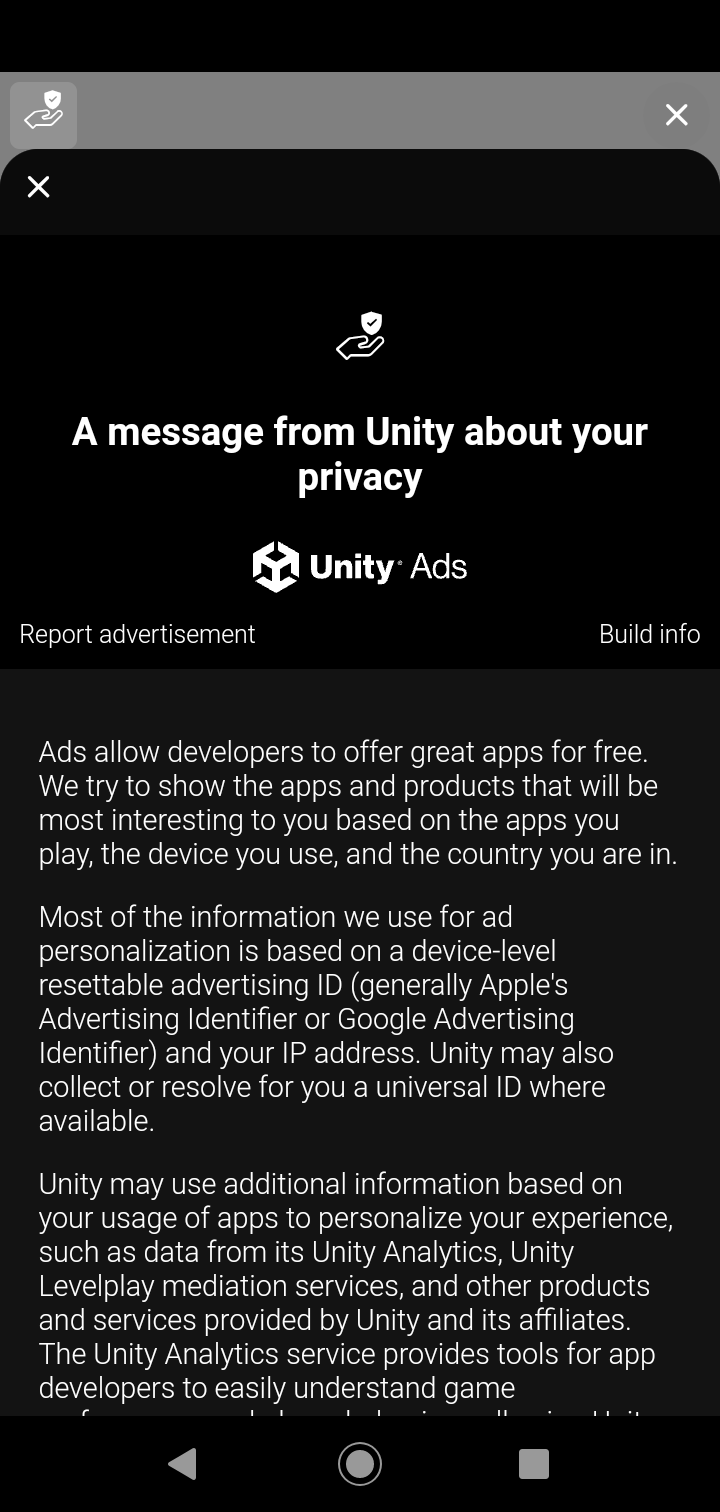 A message from Unity about your
privacy
Unity Ads
Report advertisement
Build info
Ads allow developers to offer great apps for free.
We try to show the apps and products that will be
most interesting to you based on the apps you
play, the device you use, and the country you are in.
Most of the information we use for ad
personalization is based on a device-level
resettable advertising ID (generally Apple's
Advertising Identifier or Google Advertising
Identifier) and your IP address. Unity may also
collect or resolve for you a universal ID where
available.
Unity may use additional information based on
your usage of apps to personalize your experience,
such as data from its Unity Analytics, Unity
Levelplay mediation services, and other products
and services provided by Unity and its affiliates.
The Unity Analytics service provides tools for app
developers to easily understand game